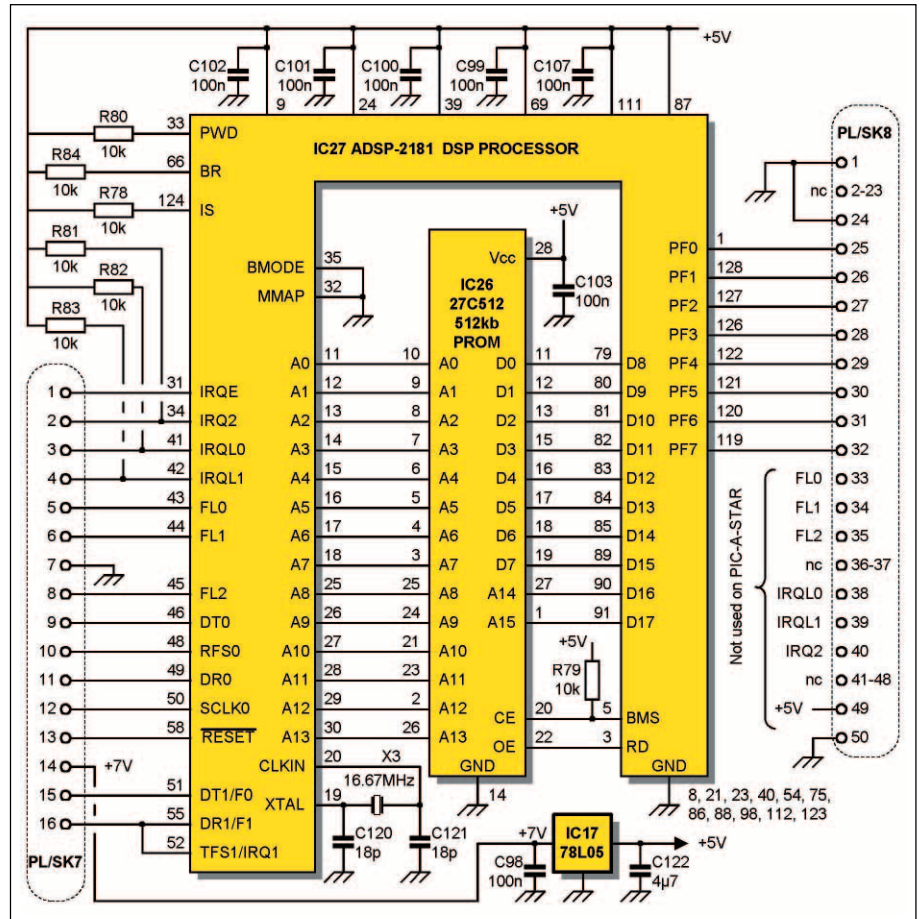 +5V
C102
100n
C101
100n
C100
100n
C99
100n
C107
100n
9
24
39
69
111
87
IC27 ADSP-2181 DSP PROCESSOR
R80
10k
33
PWD
R84
10k
66
BR
R78
10k
124
IS
R81
10k
R82
10k
R83
10k
35
BMODE
32
MMAP
+5V
28
Vcc
C103
100n
IC26
27C512
512kb
PROM
A0 11 10 A0 D0 11 79 D8
A1 12 9 A1 D1 12 80 D9
A2 13 8 A2 D2 13 81 D10
A3 14 7 A3 D3 15 82 D11
A4 15 6 A4 D4 16 83 D12
A5 16 5 A5 D5 17 84 D13
A6 17 4 A6 D6 18 85 D14
A7 18 3 A7 D7 19 89 D15
A8 25 25 A8 A14 27 90 D16
A9 26 24 A9 A15 1 91 D17
A10 27 21 A10
A11 28 23 A11
A12 29 2 A12
A13 30 26 A13
+5V
R79
10k
CE 20 5 BMS
OE 22 3 RD
GND
14
GND
8, 21, 23, 40, 54, 75,
86, 88, 98, 112, 123
CLKIN 20
X3
16.67MHz
XTAL 19
C120
18p
C121
18p
1 31 IRQE
2 34 IRQ2
3 41 IRQL0
4 42 IRQL1
5 43 FL0
6 44 FL1
7
8 45 FL2
9 46 DT0
10 48 RFS0
11 49 DR0
12 50 SCLK0
13 58 RESET
14 +7V
15 51 DT1/F0
16 55 DR1/F1
52 TFS1/IRQ1
PL/SK7
+7V
C98
100n
IC17
78L05
+5V
C122
4µ7
PL/SK8
1
nc 2-23
24
PF0 1 25
PF1 128 26
PF2 127 27
PF3 126 28
PF4 122 29
PF5 121 30
PF6 120 31
PF7 119 32
Not used on PIC-A-STAR
FL0 33
FL1 34
FL2 35
nc 36-37
IRQL0 38
IRQL1 39
IRQ2 40
nc 41-48
+5V 49
50